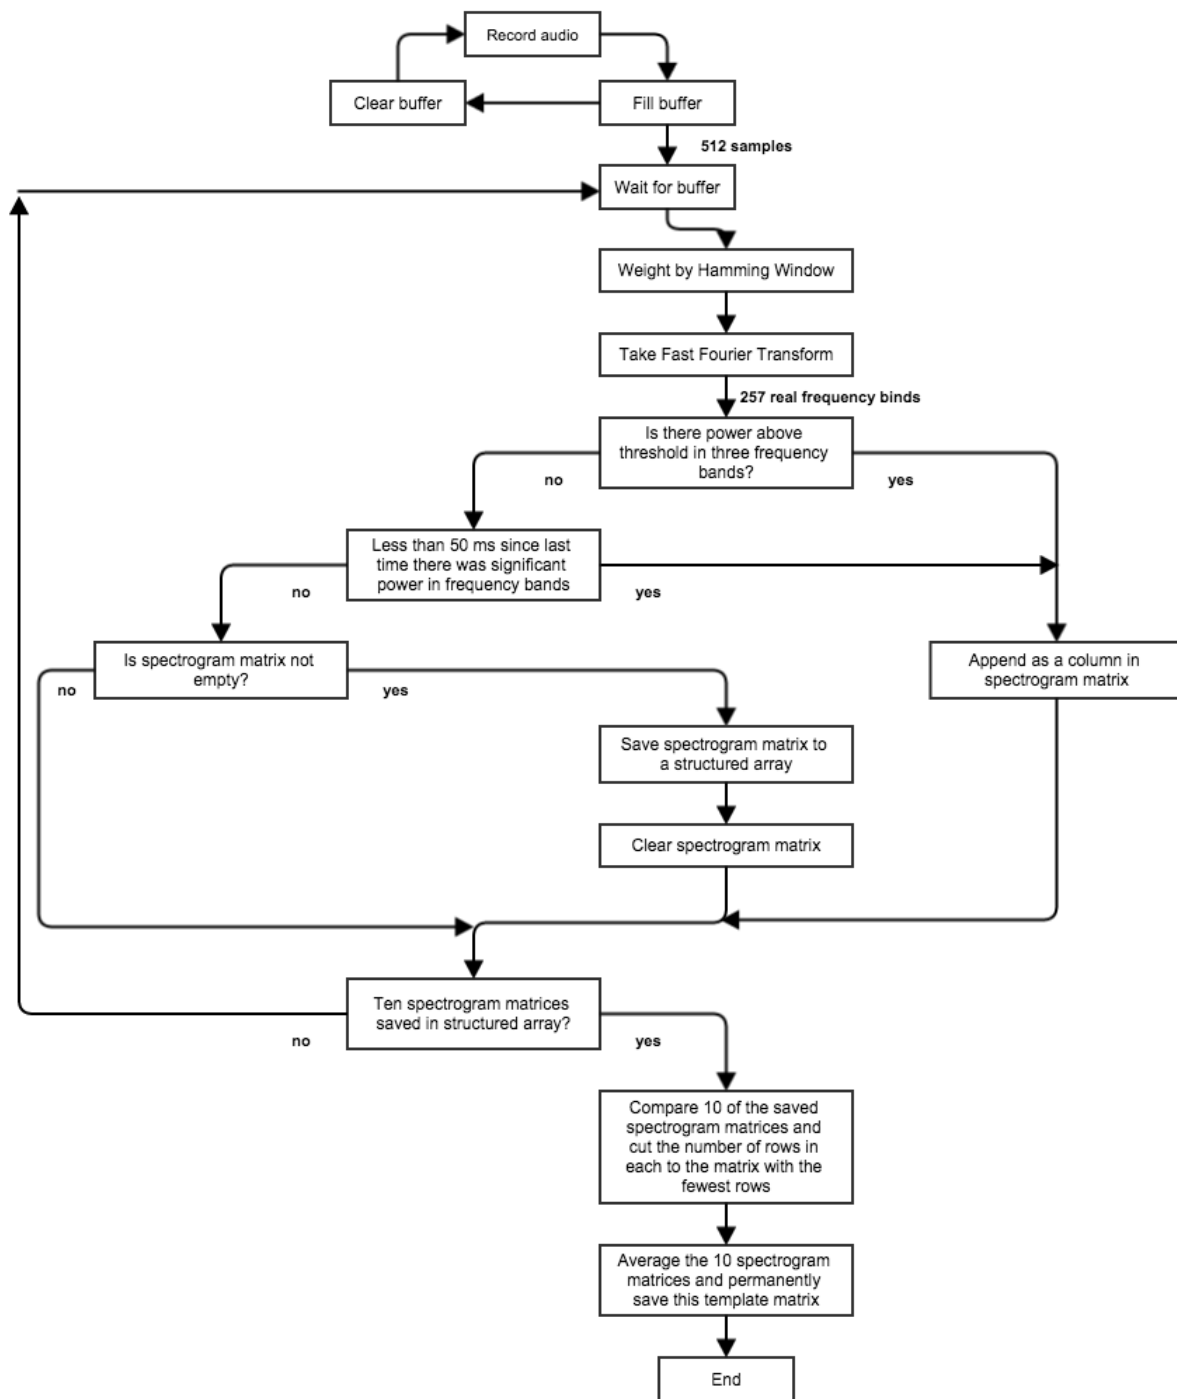 Record audio
Clear buffer
Fill buffer
512 samples
Wait for buffer
Weight by Hamming Window
Take Fast Fourier Transform
257 real frequency binds
Is there power above
threshold in three frequency
bands?
no
yes
Less than 50 ms since last
time there was significant
power in frequency bands
no
yes
Is spectrogram matrix not
empty?
no
yes
Append as a column in
spectrogram matrix
Save spectrogram matrix to
a structured array
Clear spectrogram matrix
Ten spectrogram matrices
saved in structured array?
no
yes
Compare 10 of the saved
spectrogram matrices and
cut the number of rows in
each to the matrix with the
fewest rows
Average the 10 spectrogram
matrices and permanently
save this template matrix
End